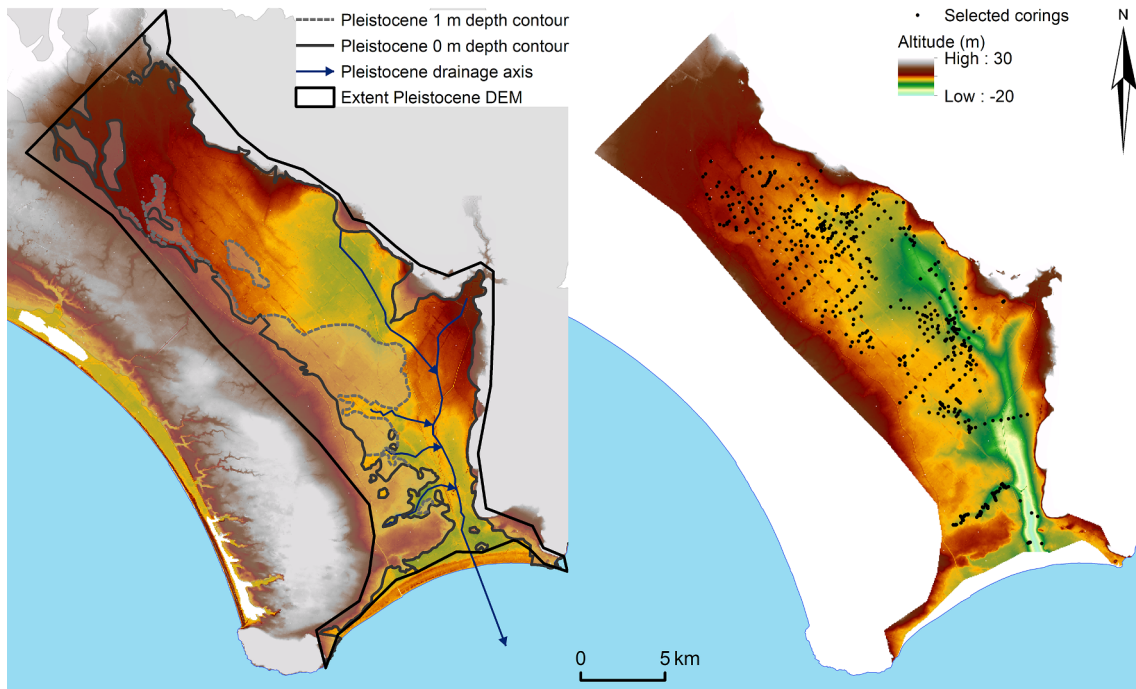 Pleistocene 1 m depth contour
Pleistocene 0 m depth contour
Pleistocene drainage axis
Extent Pleistocene DEM
Selected corings
Altitude (m)
High : 30
Low : -20
N
0 5 km